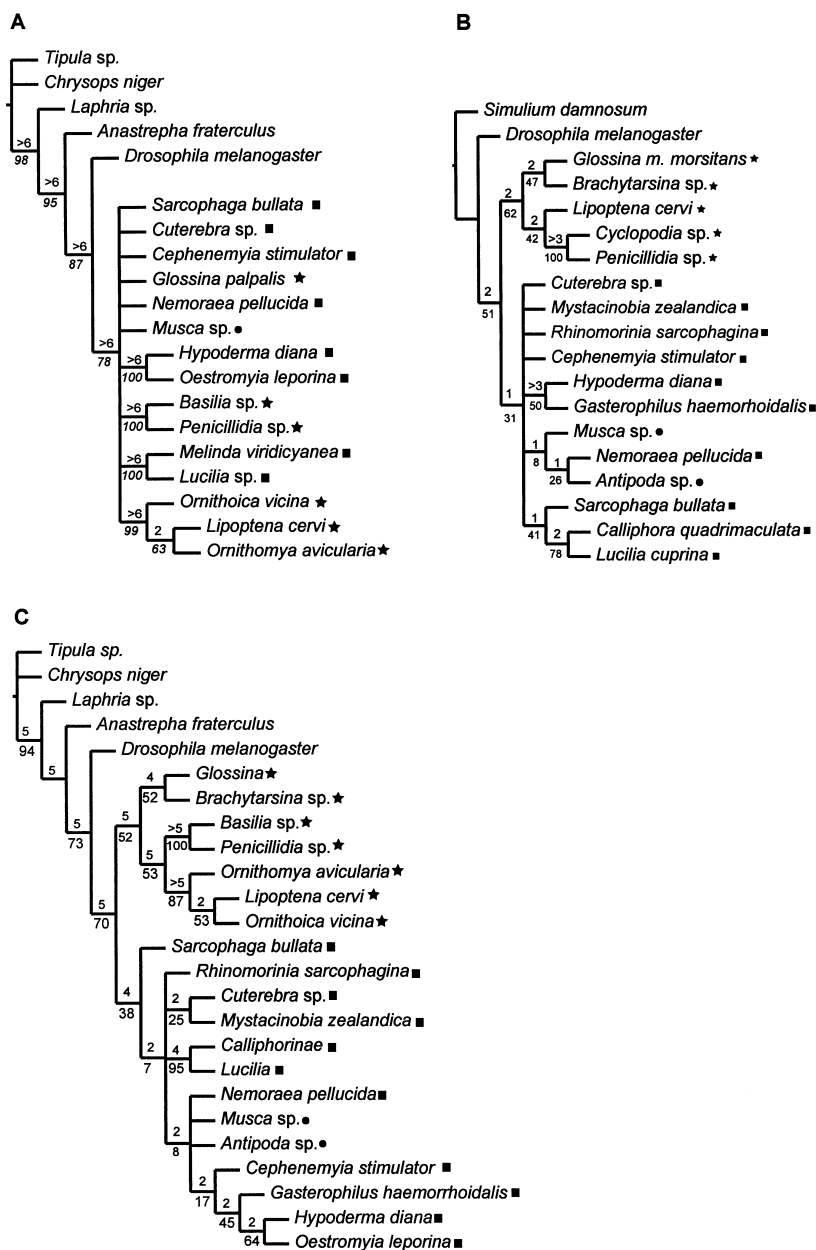 A
Tipula sp.
Chrysops niger
Laphria sp.
>6
98
Anastrepha fraterculus
>6
95
Drosophila melanogaster
>6
87
Sarcophaga bullata ■
Cuterebra sp. ■
Cephenemyia stimulator ■
Glossina palpalis ★
Nemoraea pellucida ■
Musca sp. ●
>6
78
Hypoderma diana ■
>6
100
Oestromyia leporina ■
Basilia sp. ★
>6
100
Penicillidia sp. ★
Melinda viridicyanea ■
>6
100
Lucilia sp. ■
Ornithoica vicina ★
>6
99
Lipoptena cervi ★
2
63
Ornithomya avicularia ★
B
Simulium damnosum
Drosophila melanogaster
Glossina m. morsitans ★
2
47
Brachytarsina sp. ★
2
62
Lipoptena cervi ★
2
42
Cyclopodia sp. ★
>3
100
Penicillidia sp. ★
2
51
Cuterebra sp. ■
Mystacinobia zealandica ■
Rhinomorinia sarcophagina ■
Cephenemyia stimulator ■
Hypoderma diana ■
>3
50
Gasterophilus haemorhoidalis ■
1
31
Musca sp. ●
1
8
Nemoraea pellucida ■
1
26
Antipoda sp. ●
Sarcophaga bullata ■
1
41
Calliphora quadrimaculata ■
2
78
Lucilia cuprina ■
C
Tipula sp.
Chrysops niger
Laphria sp.
5
94
Anastrepha fraterculus
5
Drosophila melanogaster
5
73
Glossina ★
4
52
Brachytarsina sp. ★
5
52
Basilia sp. ★
>5
100
Penicillidia sp. ★
5
53
Ornithomya avicularia ★
>5
87
Lipoptena cervi ★
2
53
Ornithoica vicina ★
5
70
Sarcophaga bullata ■
4
38
Rhinomorinia sarcophagina ■
Cuterebra sp. ■
2
25
Mystacinobia zealandica ■
2
7
Calliphorinae ■
4
95
Lucilia ■
Nemoraea pellucida ■
Musca sp. ●
2
8
Antipoda sp. ●
Cephenemyia stimulator ■
2
17
Gasterophilus haemorrhoidalis ■
2
45
Hypoderma diana ■
2
64
Oestromyia leporina ■